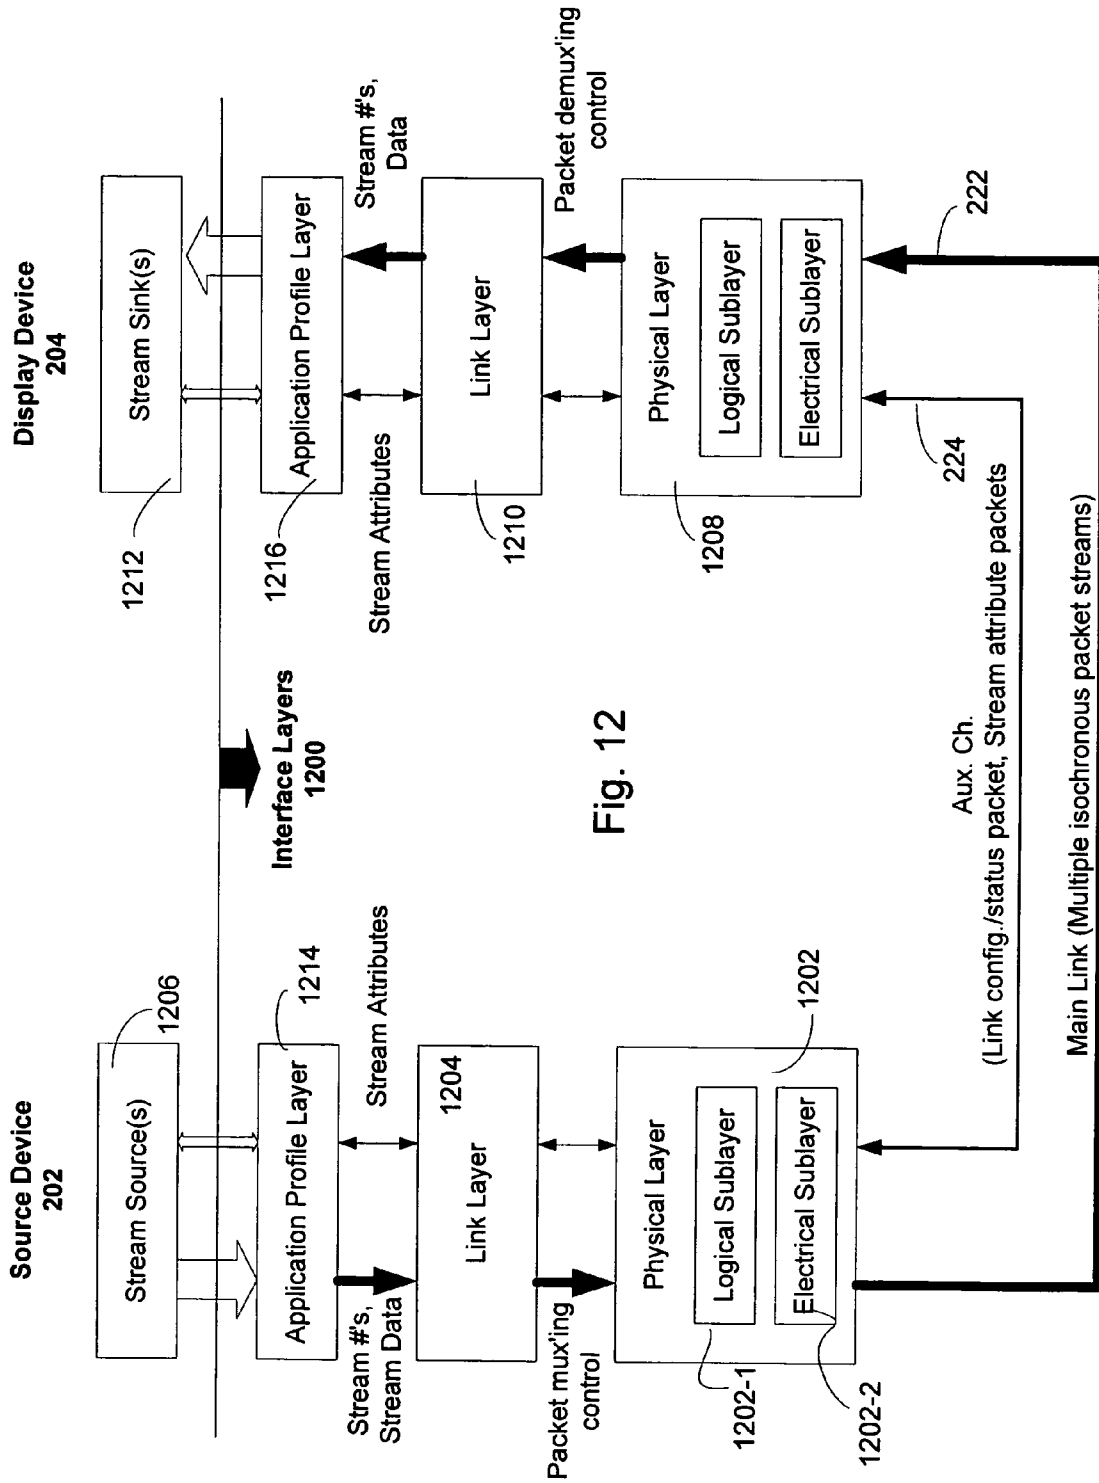 Source Device
202
Display Device
204
Stream Source(s)
1206
Stream Sink(s)
1212
Interface Layers
1200
Application Profile Layer
1214
Application Profile Layer
1216
Stream #'s,
Stream Data
Stream Attributes
Stream Attributes
Stream #'s,
Data
1204
Link Layer
Link Layer
1210
Packet mux'ing
control
Packet demux'ing
control
Fig. 12
Physical Layer
Logical Sublayer
Electrical Sublayer
1202
1202-1
1202-2
Physical Layer
Logical Sublayer
Electrical Sublayer
1208
224
222
Aux. Ch.
(Link config./status packet, Stream attribute packets
Main Link (Multiple isochronous packet streams)